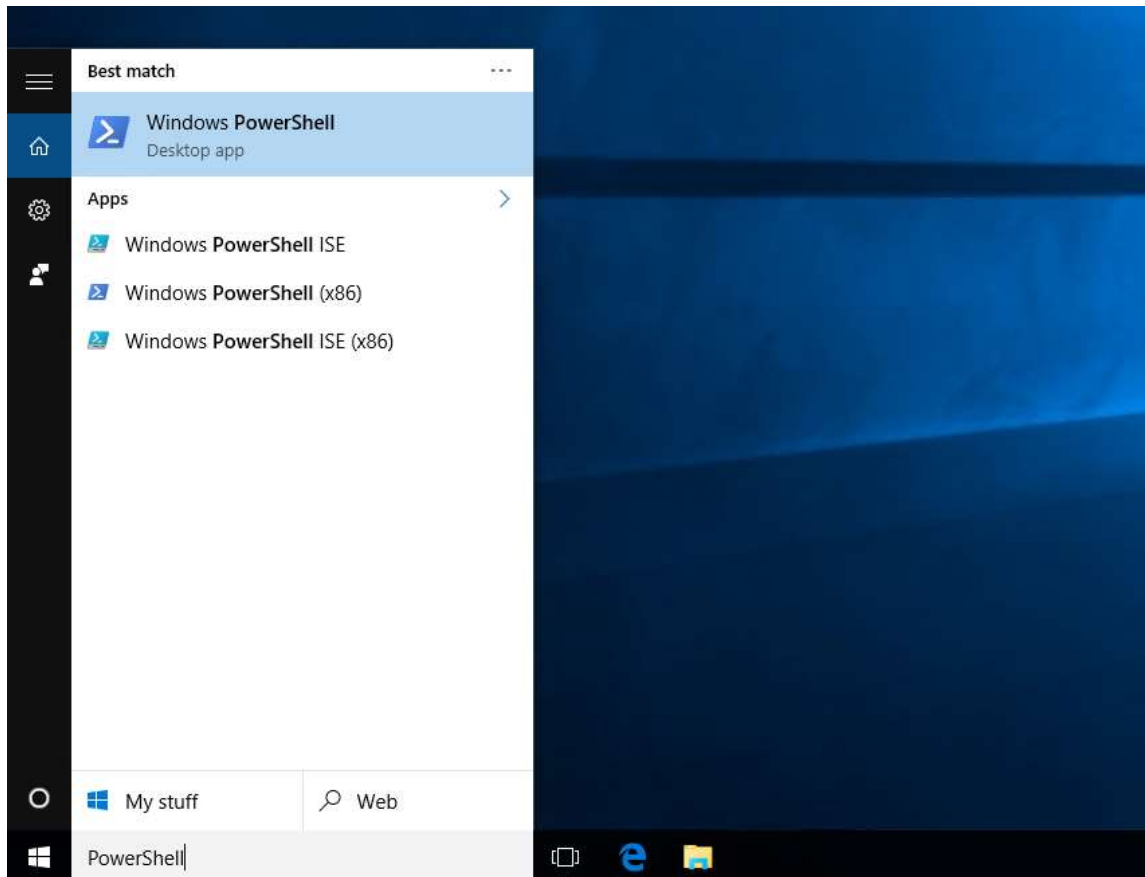 Best match
Windows PowerShell
Desktop app
Apps
Windows PowerShell ISE
Windows PowerShell (x86)
Windows PowerShell ISE (x86)
My stuff
Web
PowerShell